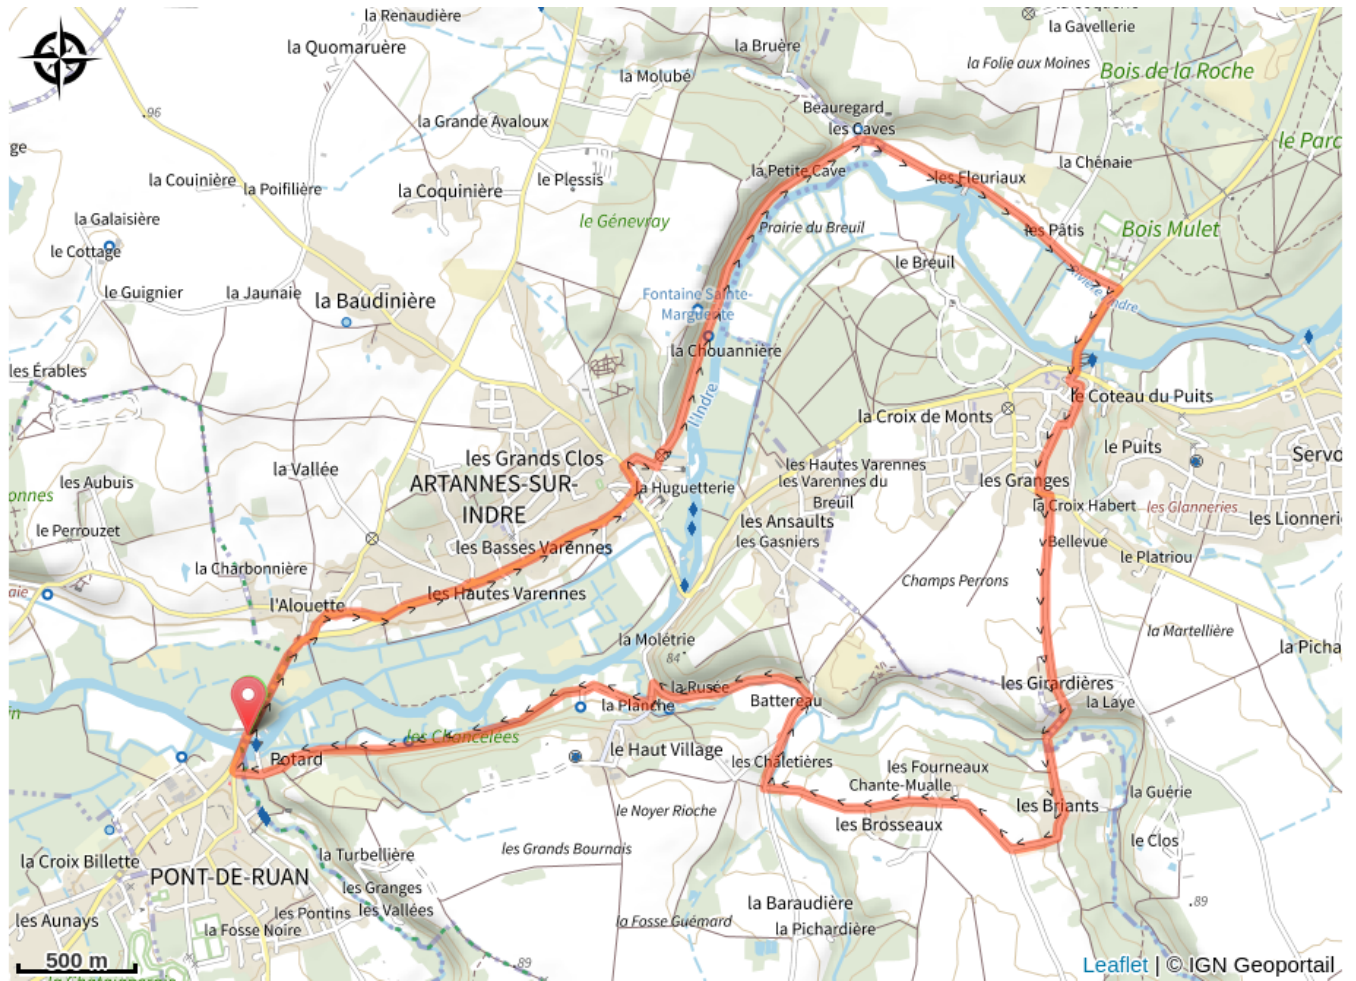 la Renaudière
la Gavellerie
la Quomaruère
la Bruère
la Folie aux Moines
la Molubé
Bois de la Roche
96
Beauregard
la Grande Avaloux
les Caves
le Parc
ge
la Chênaie
la Petite Cave
la Couinière
la Poifilière
la Coquinière
le Plessis
les Fleuriaux
la Galaisière
le Génevray
Prairie du Breuil
les Pâtis
Bois Mulet
le Cottage
le Breuil
le Guignier
la Jaunaie
la Baudinière
Fontaine Sainte-
Marguerite
la Chouannière
les Érables
l'Indre
le Coteau du Puits
la Croix de Monts
le Puits
Servo
les Grands Clos
la Vallée
les Hautes Varennes
les Varennes du
Breuil
les Granges
ARTANNES-SUR-
INDRE
les Aubuis
onnes
la Huguetterie
la Croix Habert
les Glanneries
les Lionneri
le Perrouzet
les Ansaults
les Gasniers
Bellevue
les Basses Varennes
le Platriou
la Charbonnière
Champs Perrons
aie
les Hautes Varennes
l'Alouette
la Martellière
la Molétrie
84
la Picha
la Rusée
les Girardières
Battereau
la Laye
la Planche
les Chancelées
le Haut Village
Potard
les Chaletières
les Fourneaux
Chante-Mualle
la Guérie
les Briants
le Noyer Rioche
les Brosseaux
le Clos
la Croix Billette
la Turbellière
les Grands Bournais
PONT-DE-RUAN
les Granges
les Vallées
les Aunays
les Pontins
la Fosse Noire
la Fosse Guémard
la Baraudière
la Pichardière
89
89
500 m
Leaflet | © IGN Geoportail